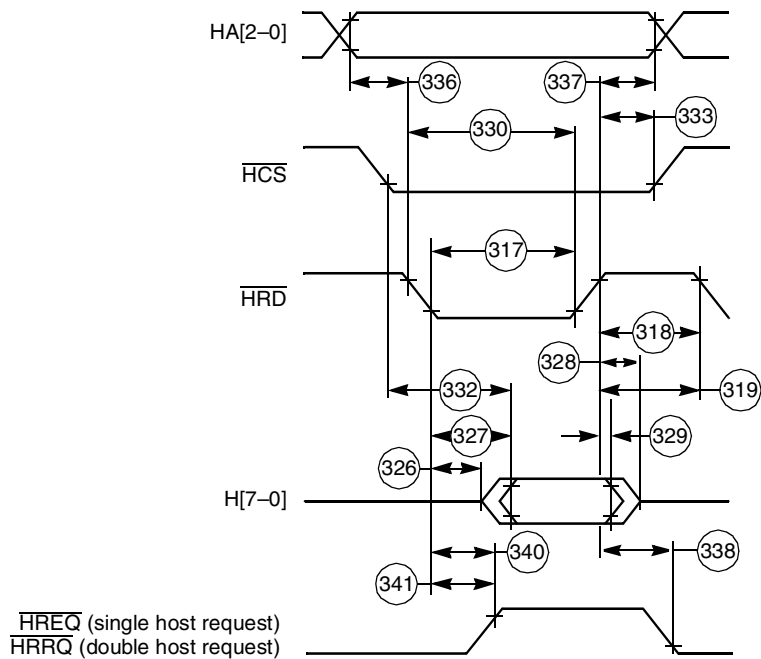 HA[2–0]
336
337
333
330
HCS
317
HRD
318
328
332
319
327
329
326
H[7–0]
340
338
341
HREQ (single host request)
HRRQ (double host request)